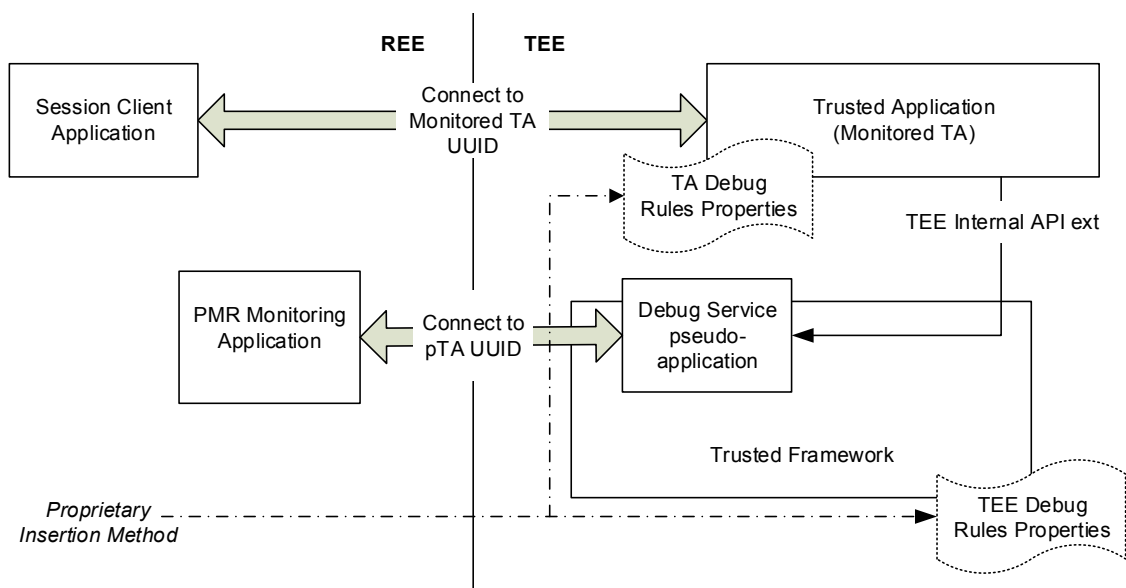 REE
TEE
Session Client
Application
Connect to
Monitored TA
UUID
Trusted Application
(Monitored TA)
TA Debug
Rules Properties
TEE Internal API ext
PMR Monitoring
Application
Connect to
pTA UUID
Debug Service
pseudo-
application
Trusted Framework
Proprietary
Insertion Method
TEE Debug
Rules Properties